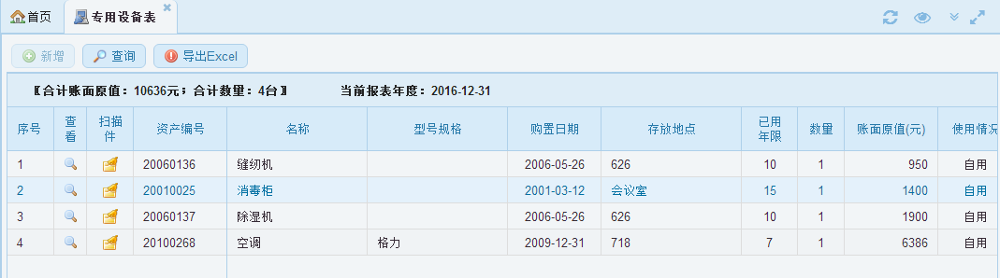 首页 专用设备表
新增 查询 导出Excel
〖合计账面原值：10636元；合计数量：4台〗 当前报表年度：2016-12-31
序号 查看 扫描件 资产编号 名称 型号规格 购置日期 存放地点 已用年限 数量 账面原值(元) 使用情况
1 20060136 缝纫机 2006-05-26 626 10 1 950 自用
2 20010025 消毒柜 2001-03-12 会议室 15 1 1400 自用
3 20060137 除湿机 2006-05-26 626 10 1 1900 自用
4 20100268 空调 格力 2009-12-31 718 7 1 6386 自用